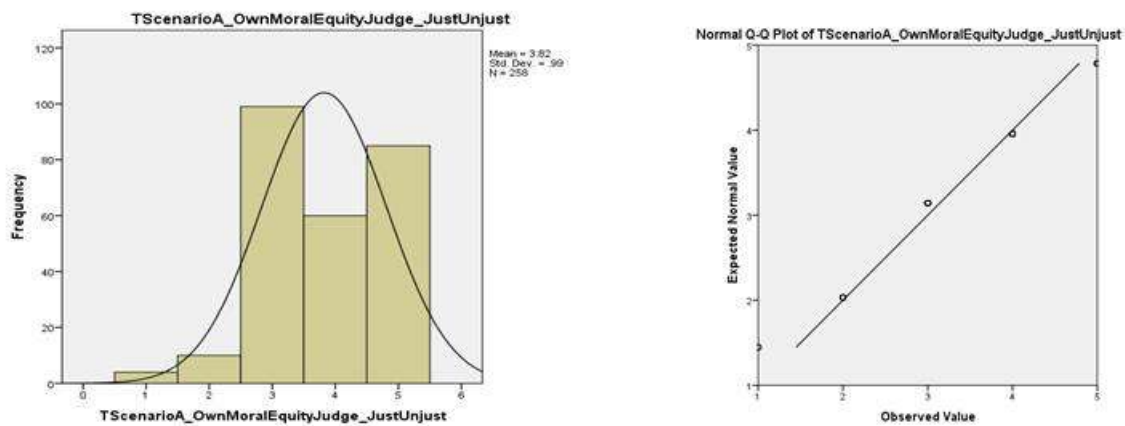 TScenarioA_OwnMoralEquityJudge_JustUnjust
Mean = 3.82
Std. Dev. = .99
N = 258
120
100
80
60
40
20
0
Frequency
0 1 2 3 4 5 6
TScenarioA_OwnMoralEquityJudge_JustUnjust
Normal Q-Q Plot of TScenarioA_OwnMoralEquityJudge_JustUnjust
5
4
3
2
1
Expected Normal Value
1 2 3 4 5
Observed Value